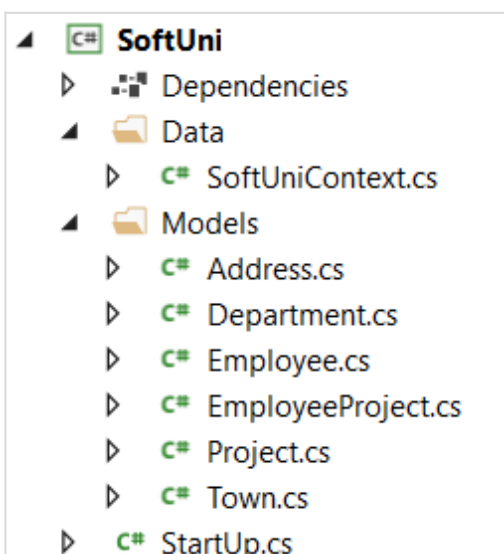 C# SoftUni
Dependencies
Data
C# SoftUniContext.cs
Models
C# Address.cs
C# Department.cs
C# Employee.cs
C# EmployeeProject.cs
C# Project.cs
C# Town.cs
C# StartUp.cs